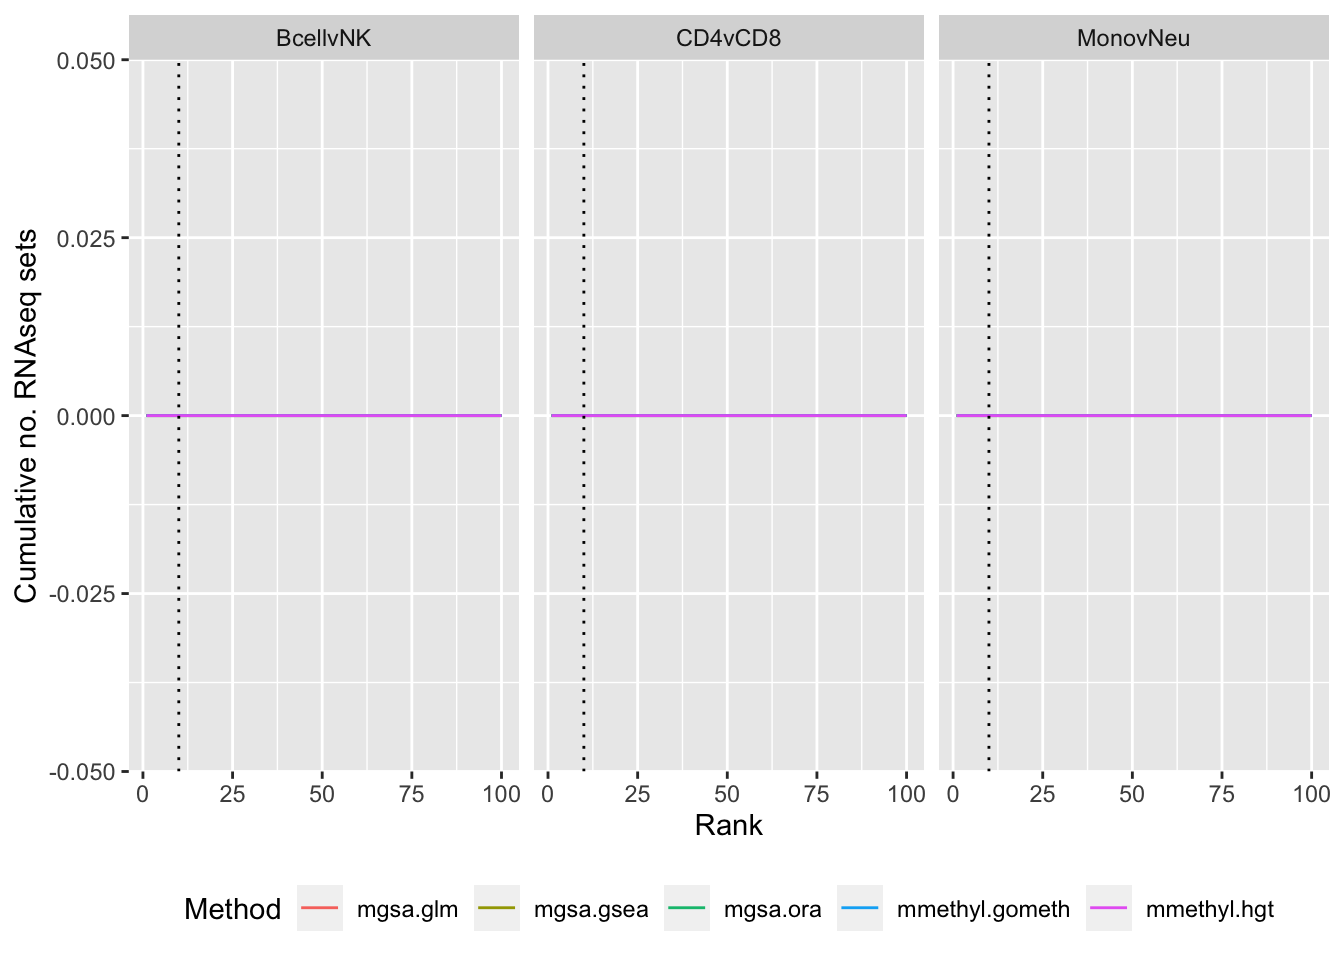 BcellvNK CD4vCD8 MonovNeu
0.050
0.025
0.000
-0.025
-0.050
Cumulative no. RNAseq sets
0 25 50 75 100 0 25 50 75 100 0 25 50 75 100
Rank
Method mgsa.glm mgsa.gsea mgsa.ora mmethyl.gometh mmethyl.hgt